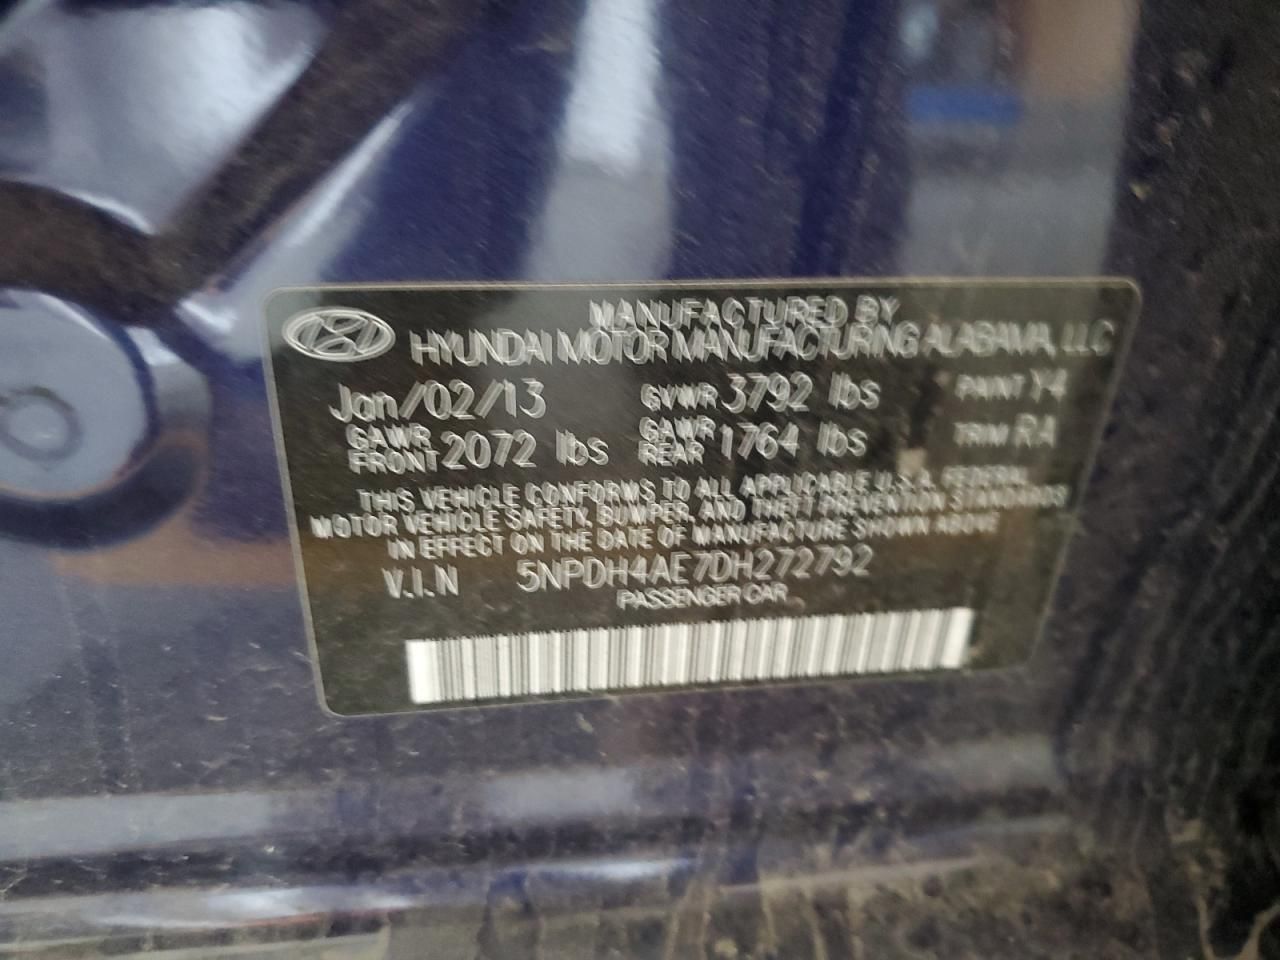 MANUFACTURED BY
HYUNDAI MOTOR MANUFACTURING ALABAMA, LLC
Jan/02/13 GVWR 3792 lbs PAINT Y4
GAWR FRONT 2072 lbs GAWR REAR 1764 lbs TRIM RA
THIS VEHICLE CONFORMS TO ALL APPLICABLE U.S.A. FEDERAL
MOTOR VEHICLE SAFETY, BUMPER, AND THEFT PREVENTION STANDARDS
IN EFFECT ON THE DATE OF MANUFACTURE SHOWN ABOVE
V.I.N 5NPDH4AE7DH272792
PASSENGER CAR